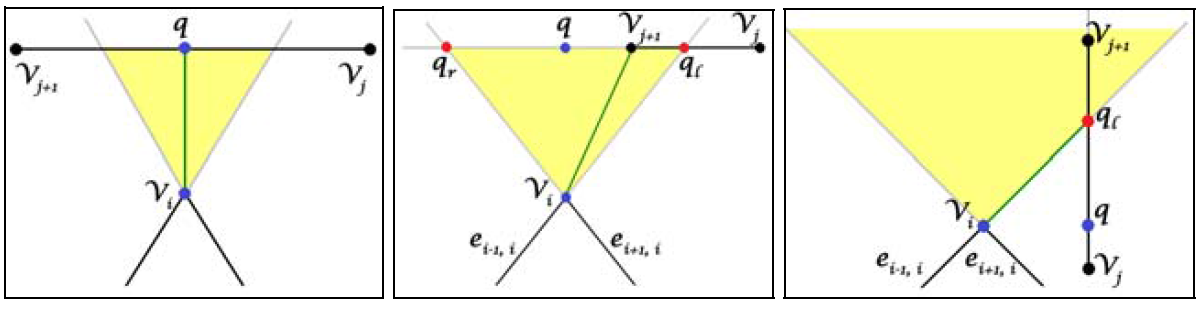 q
V_{j+1}
V_j
V_i
q
V_{j+1}
V_j
q_r
q_l
V_i
e_{i-1, i}
e_{i+1, i}
V_{j+1}
q_l
V_i
q
e_{i-1, i}
e_{i+1, i}
V_j